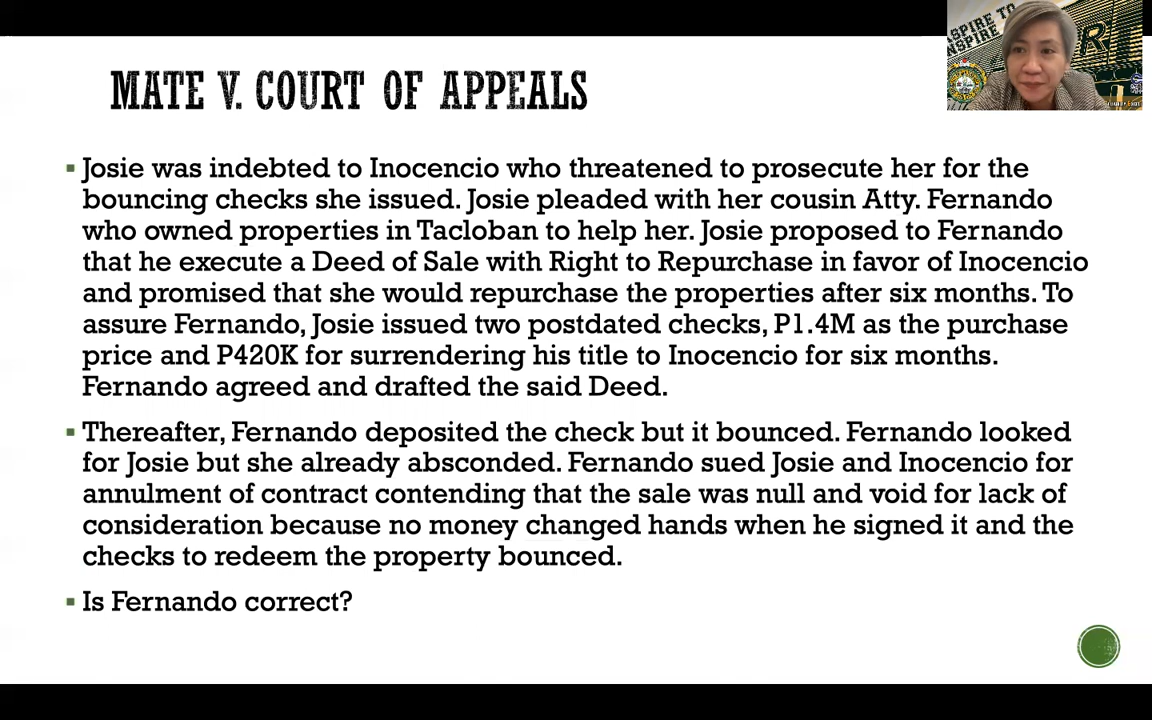 MATE V. COURT OF APPEALS
ASPIRE TO
INSPIRE
R
▪ Josie was indebted to Inocencio who threatened to prosecute her for the
bouncing checks she issued. Josie pleaded with her cousin Atty. Fernando
who owned properties in Tacloban to help her. Josie proposed to Fernando
that he execute a Deed of Sale with Right to Repurchase in favor of Inocencio
and promised that she would repurchase the properties after six months. To
assure Fernando, Josie issued two postdated checks, P1.4M as the purchase
price and P420K for surrendering his title to Inocencio for six months.
Fernando agreed and drafted the said Deed.
▪ Thereafter, Fernando deposited the check but it bounced. Fernando looked
for Josie but she already absconded. Fernando sued Josie and Inocencio for
annulment of contract contending that the sale was null and void for lack of
consideration because no money changed hands when he signed it and the
checks to redeem the property bounced.
▪ Is Fernando correct?